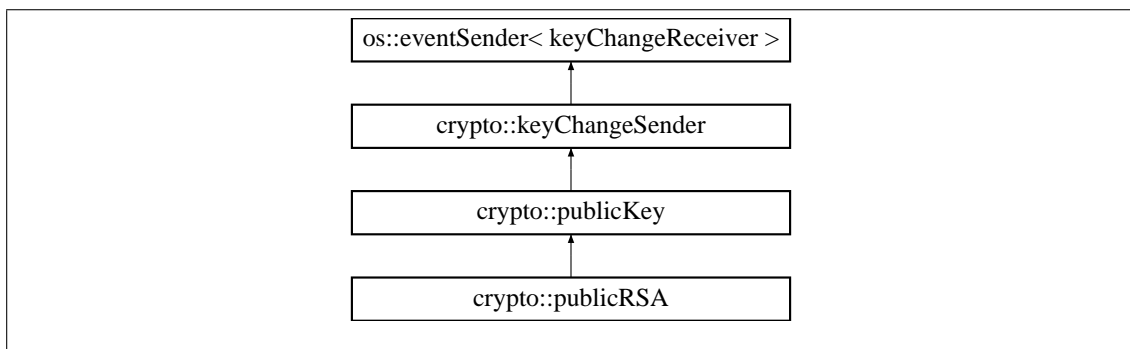 os::eventSender< keyChangeReceiver >
crypto::keyChangeSender
crypto::publicKey
crypto::publicRSA